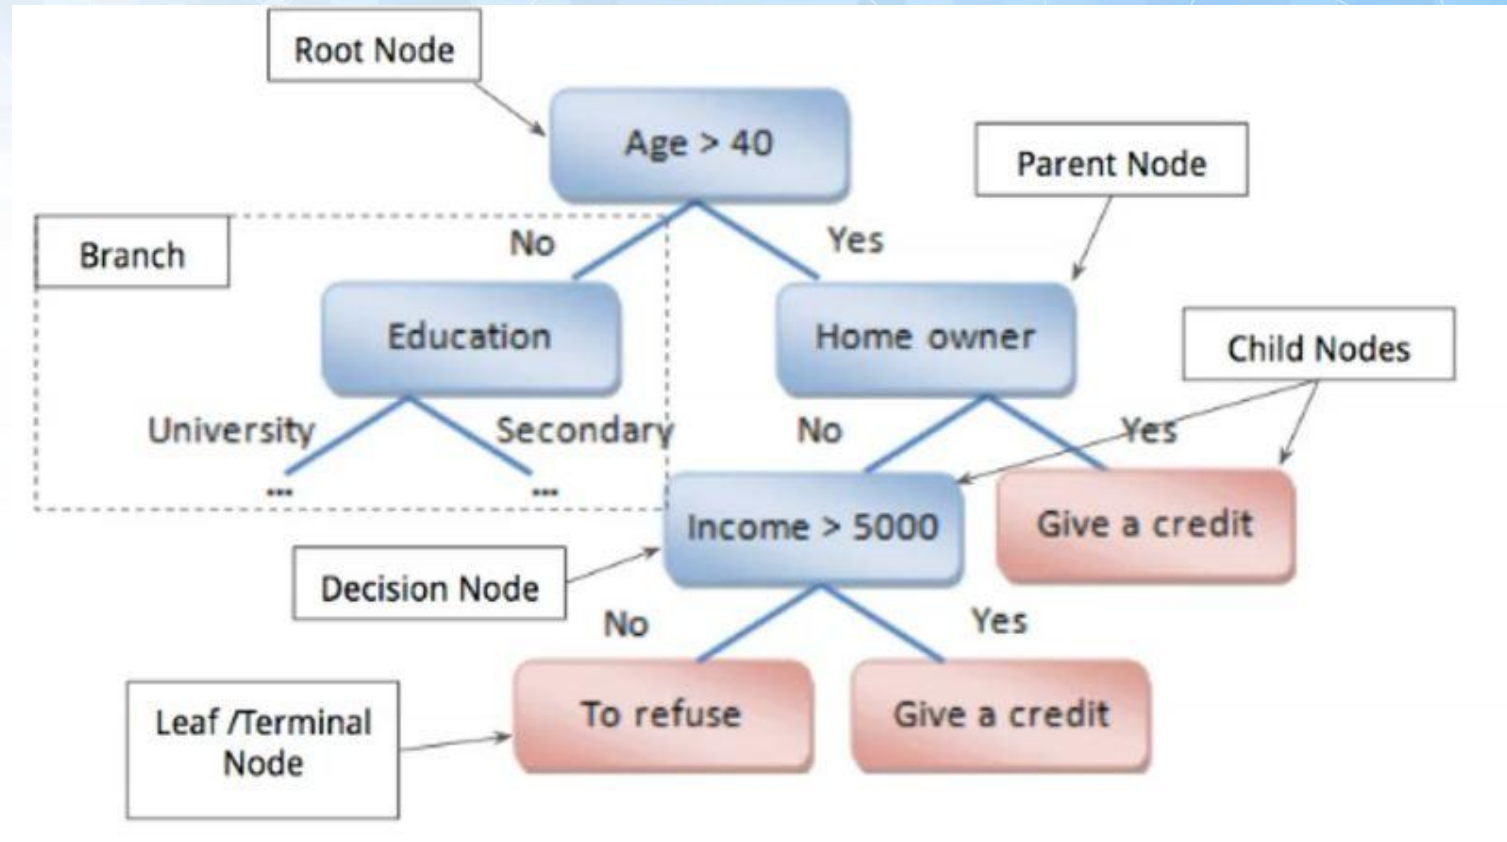 Root Node
Age > 40
Parent Node
Branch
No
Yes
Education
Home owner
Child Nodes
University
Secondary
No
Yes
...
...
Income > 5000
Give a credit
Decision Node
No
Yes
Leaf /Terminal
Node
To refuse
Give a credit